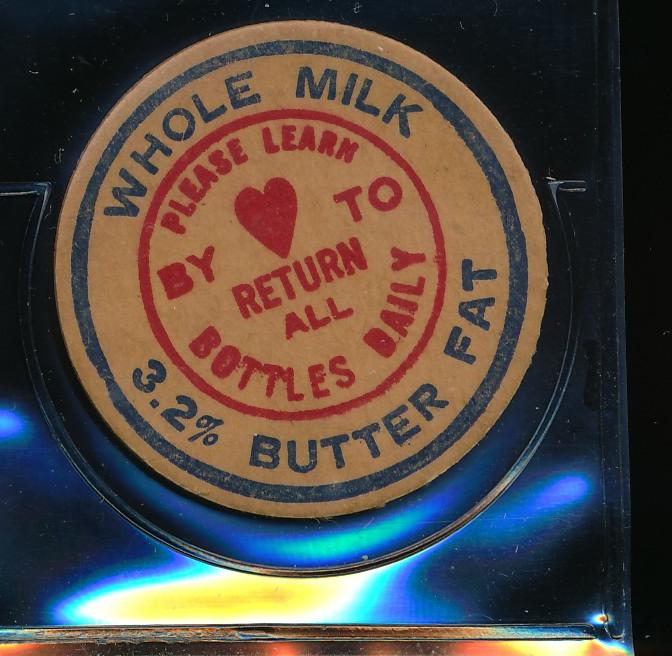 WHOLE MILK
PLEASE LEARN
BY ♥ TO
RETURN
ALL
BOTTLES DAILY
3.2% BUTTER FAT